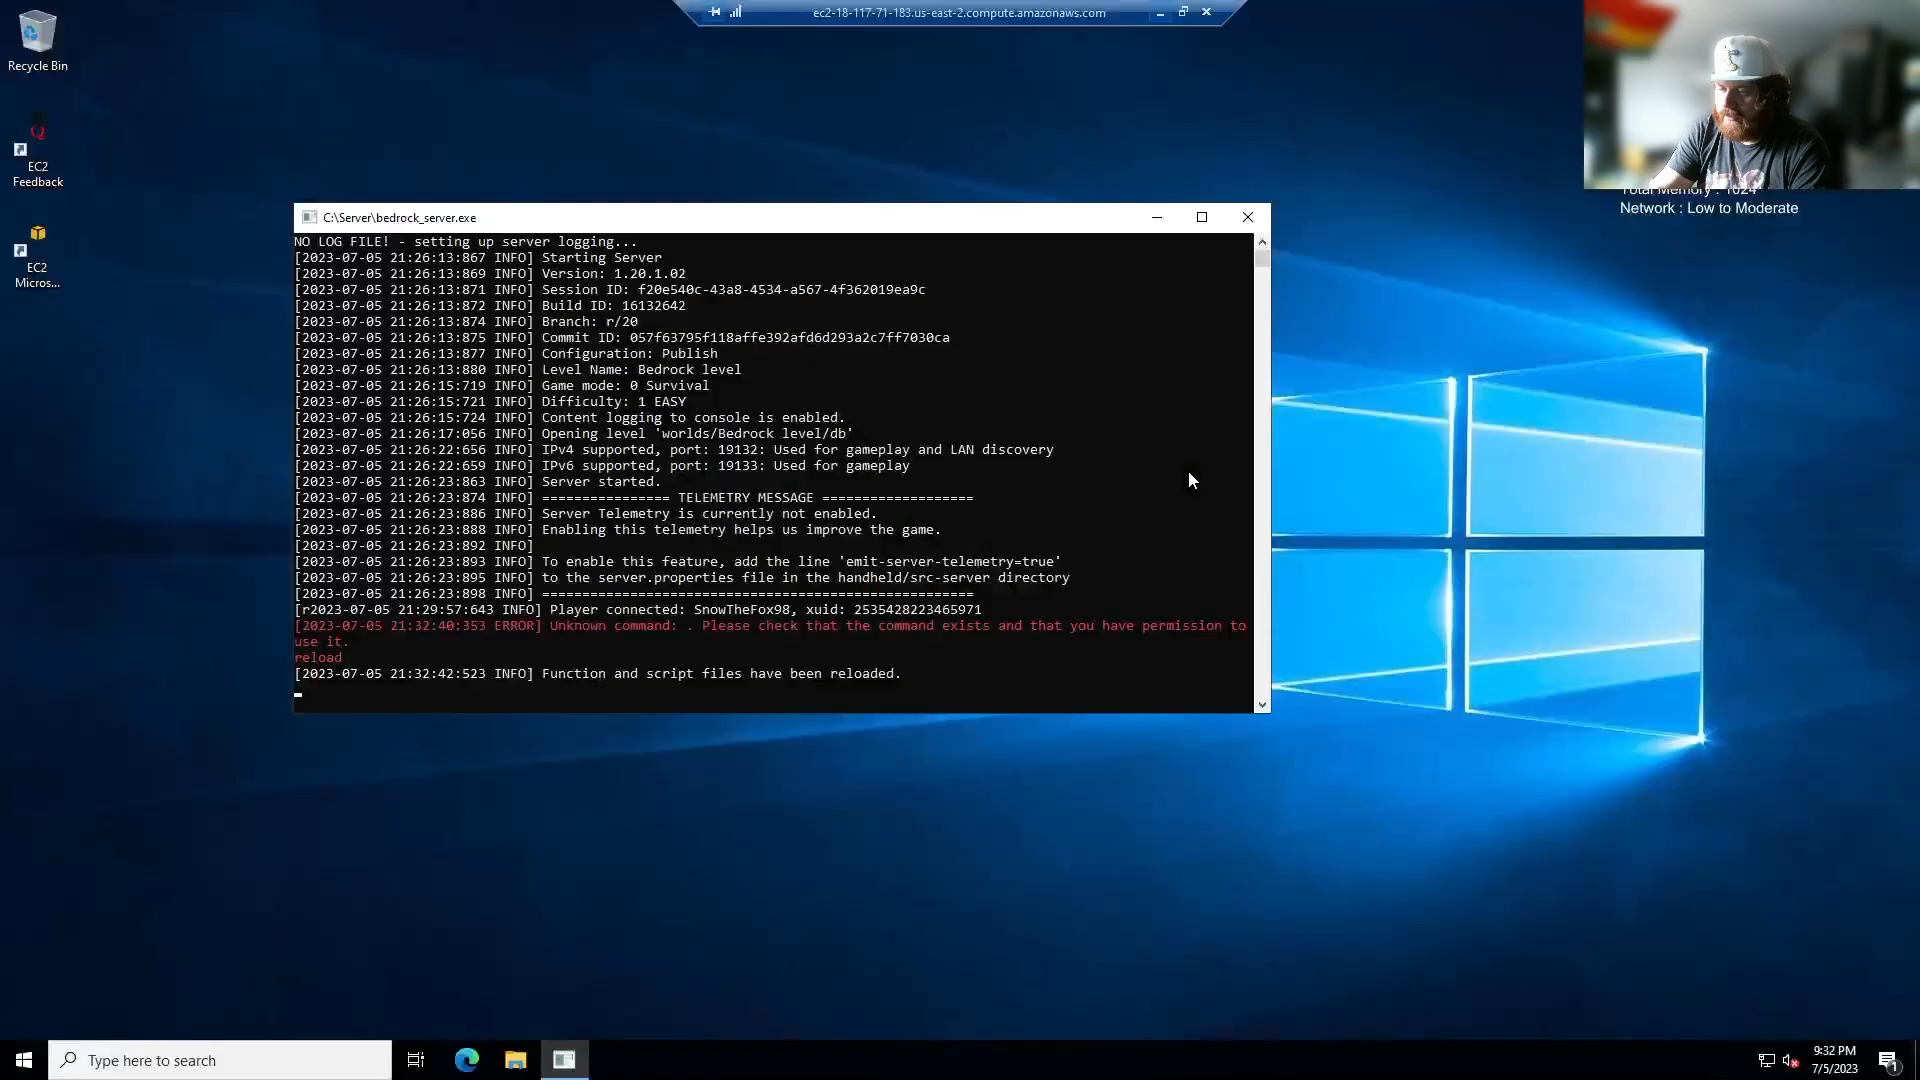 ec2-18-117-71-183.us-east-2.compute.amazonaws.com
Recycle Bin
EC2
Feedback
EC2
Micros...
Total Memory : 1024
Network : Low to Moderate
C:\Server\bedrock_server.exe
NO LOG FILE! - setting up server logging...
[2023-07-05 21:26:13:867 INFO] Starting Server
[2023-07-05 21:26:13:869 INFO] Version: 1.20.1.02
[2023-07-05 21:26:13:871 INFO] Session ID: f20e540c-43a8-4534-a567-4f362019ea9c
[2023-07-05 21:26:13:872 INFO] Build ID: 16132642
[2023-07-05 21:26:13:874 INFO] Branch: r/20
[2023-07-05 21:26:13:875 INFO] Commit ID: 057f63795f118affe392afd6d293a2c7ff7030ca
[2023-07-05 21:26:13:877 INFO] Configuration: Publish
[2023-07-05 21:26:13:880 INFO] Level Name: Bedrock level
[2023-07-05 21:26:15:719 INFO] Game mode: 0 Survival
[2023-07-05 21:26:15:721 INFO] Difficulty: 1 EASY
[2023-07-05 21:26:15:724 INFO] Content logging to console is enabled.
[2023-07-05 21:26:17:056 INFO] Opening level 'worlds/Bedrock level/db'
[2023-07-05 21:26:22:656 INFO] IPv4 supported, port: 19132: Used for gameplay and LAN discovery
[2023-07-05 21:26:22:659 INFO] IPv6 supported, port: 19133: Used for gameplay
[2023-07-05 21:26:23:863 INFO] Server started.
[2023-07-05 21:26:23:874 INFO] ================ TELEMETRY MESSAGE ===================
[2023-07-05 21:26:23:886 INFO] Server Telemetry is currently not enabled.
[2023-07-05 21:26:23:888 INFO] Enabling this telemetry helps us improve the game.
[2023-07-05 21:26:23:892 INFO]
[2023-07-05 21:26:23:893 INFO] To enable this feature, add the line 'emit-server-telemetry=true'
[2023-07-05 21:26:23:895 INFO] to the server.properties file in the handheld/src-server directory
[2023-07-05 21:26:23:898 INFO] ======================================================
[r2023-07-05 21:29:57:643 INFO] Player connected: SnowTheFox98, xuid: 2535428223465971
[2023-07-05 21:32:40:353 ERROR] Unknown command: . Please check that the command exists and that you have permission to
use it.
reload
[2023-07-05 21:32:42:523 INFO] Function and script files have been reloaded.
Type here to search
9:32 PM
7/5/2023
1